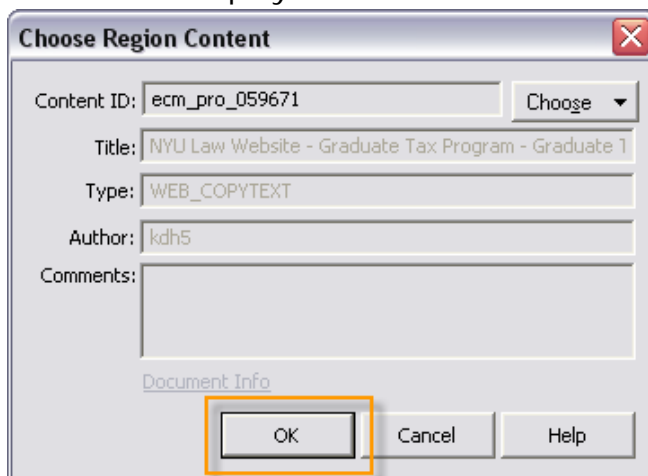 Choose Region Content
Content ID: ecm_pro_059671 Choose
Title: NYU Law Website - Graduate Tax Program - Graduate T
Type: WEB_COPYTEXT
Author: kdh5
Comments:
Document Info
OK Cancel Help